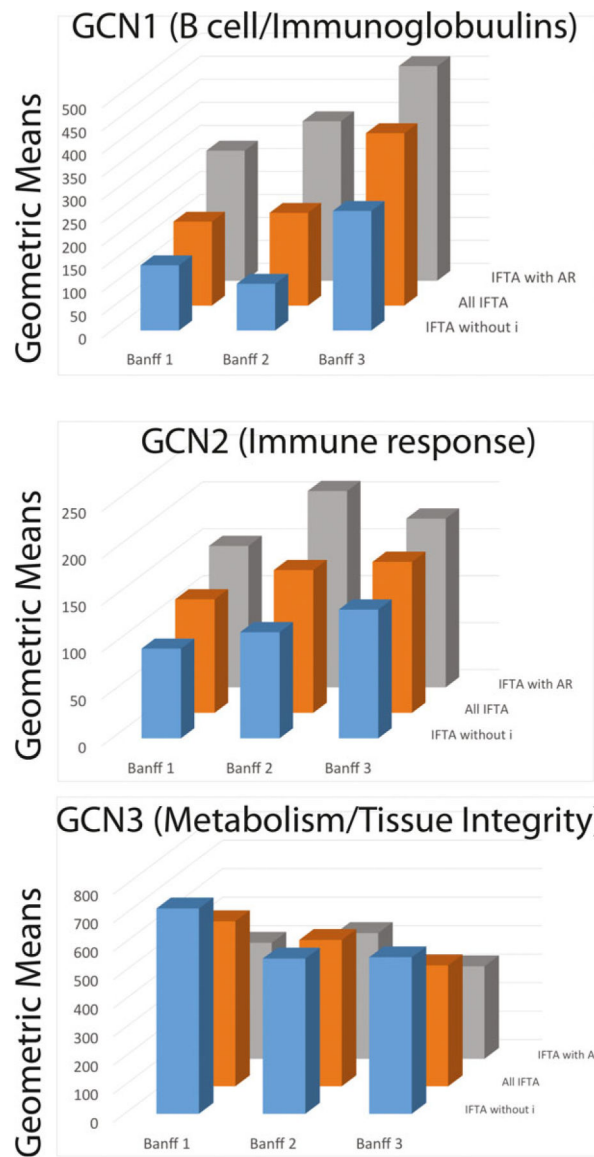 GCN1 (B cell/Immunoglobuulins)
Geometric Means
500
450
400
350
300
250
200
150
100
50
0
IFTA with AR
All IFTA
IFTA without i
Banff 1 Banff 2 Banff 3
GCN2 (Immune response)
Geometric Means
250
200
150
100
50
0
IFTA with AR
All IFTA
IFTA without i
Banff 1 Banff 2 Banff 3
GCN3 (Metabolism/Tissue Integrity)
Geometric Means
800
700
600
500
400
300
200
100
0
IFTA with A
All IFTA
IFTA without i
Banff 1 Banff 2 Banff 3